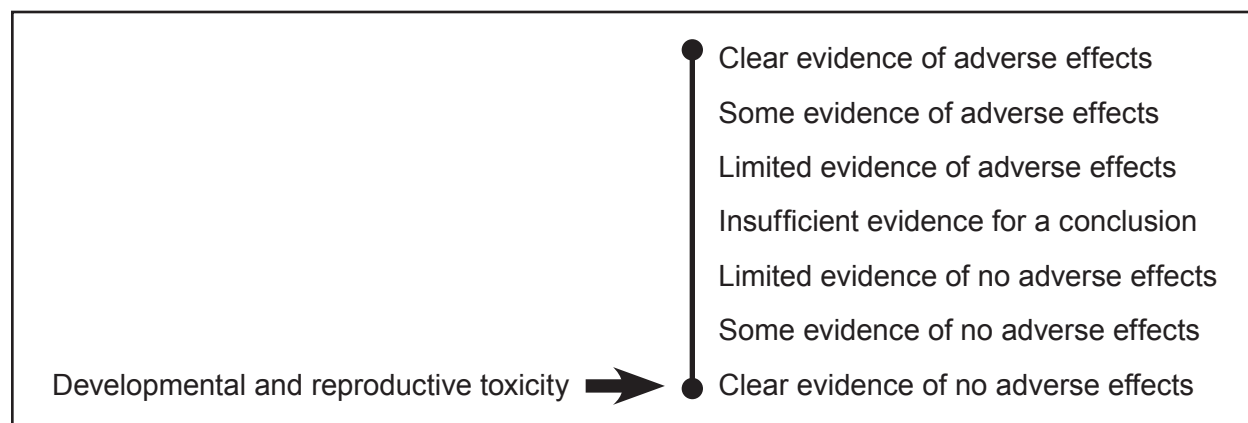 Clear evidence of adverse effects
Some evidence of adverse effects
Limited evidence of adverse effects
Insufficient evidence for a conclusion
Limited evidence of no adverse effects
Some evidence of no adverse effects
Developmental and reproductive toxicity Clear evidence of no adverse effects